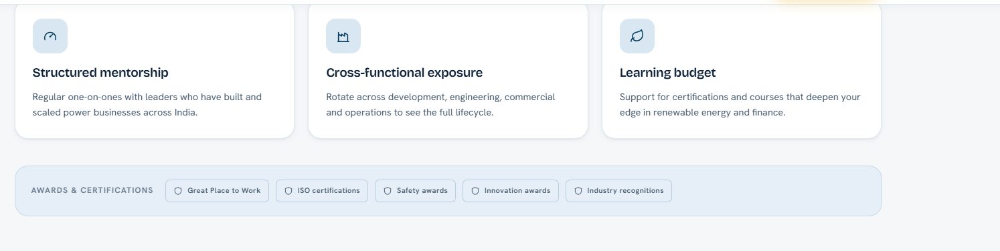 Structured mentorship
Regular one-on-ones with leaders who have built and
scaled power businesses across India.
Cross-functional exposure
Rotate across development, engineering, commercial
and operations to see the full lifecycle.
Learning budget
Support for certifications and courses that deepen your
edge in renewable energy and finance.
AWARDS & CERTIFICATIONS
Great Place to Work
ISO certifications
Safety awards
Innovation awards
Industry recognitions